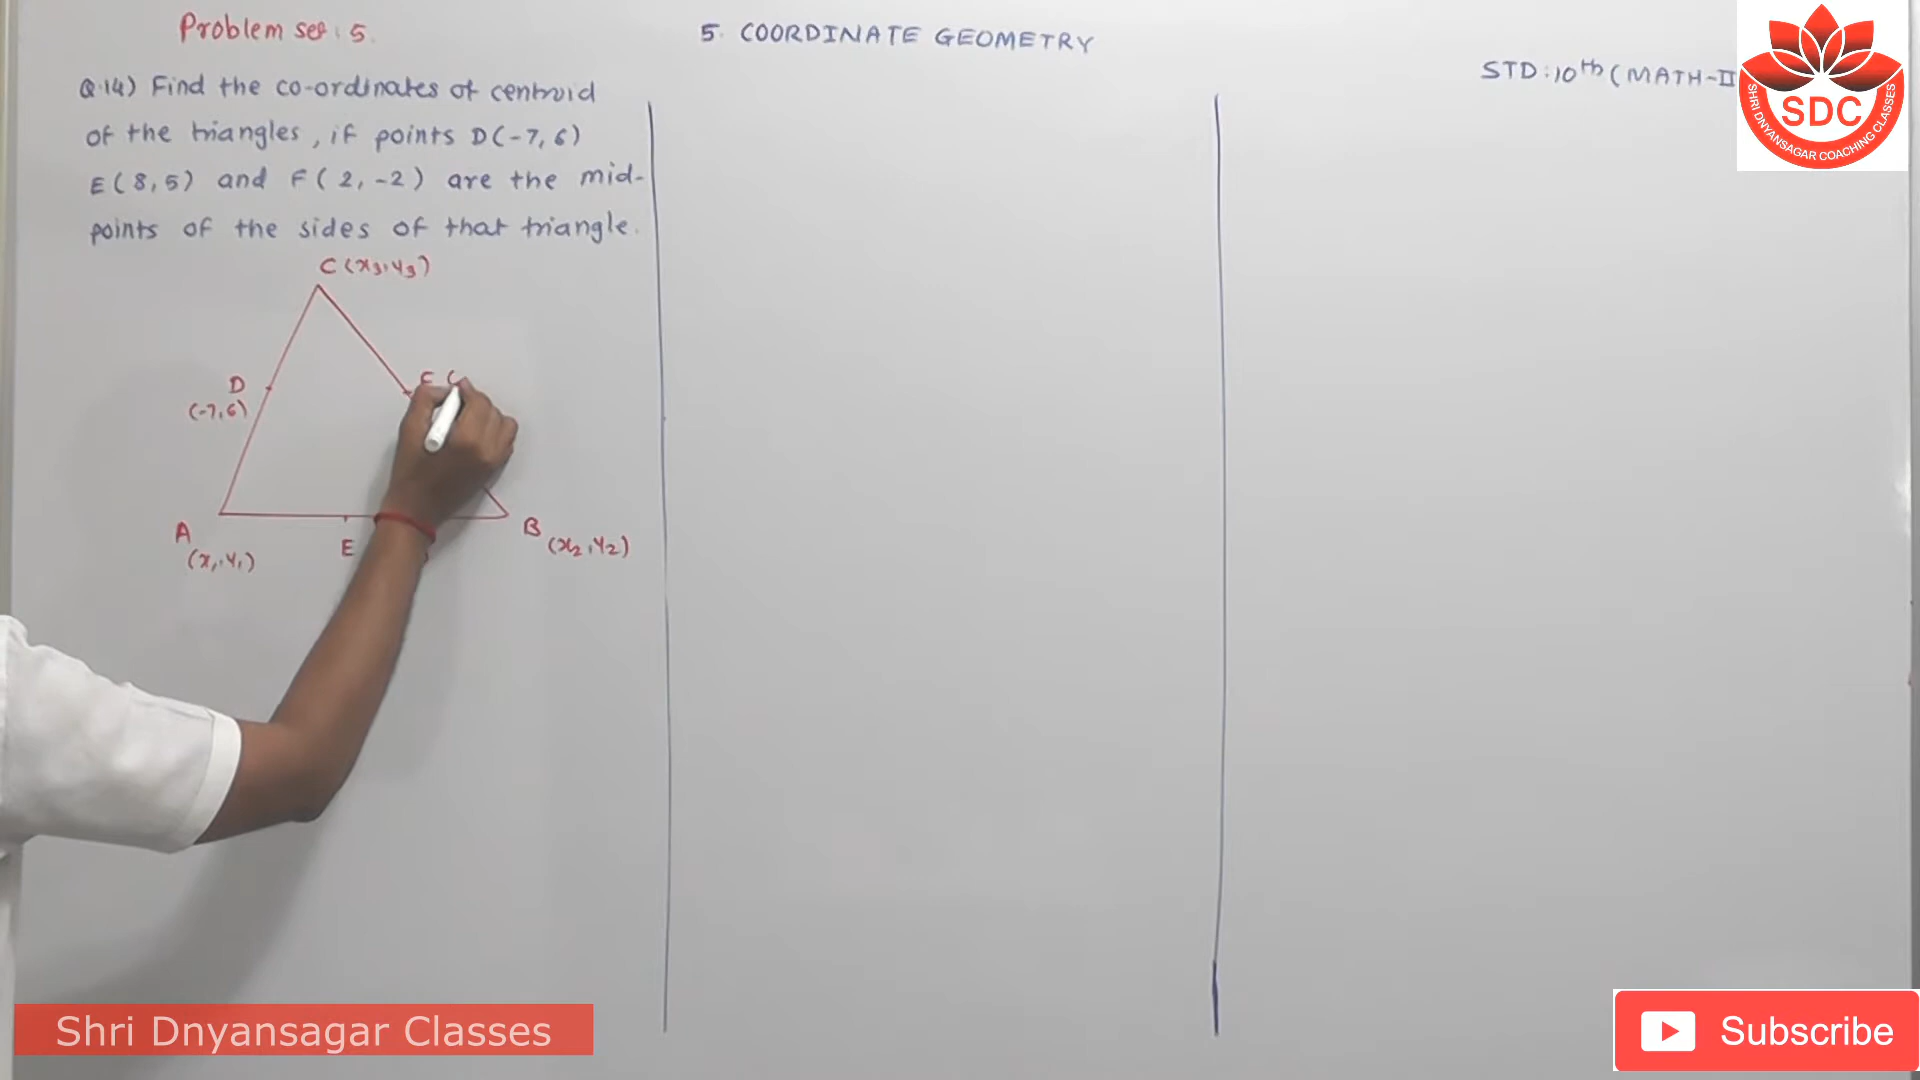 Problem set : 5.
5. COORDINATE GEOMETRY
STD : 10th (MATH-II
Q.14) Find the co-ordinates of centroid
of the triangles, if points D(-7, 6)
E(8, 5) and F(2, -2) are the mid-
points of the sides of that triangle.
C (x3, y3)
D
(-7, 6)
F (
A
(x1, y1)
E
B
(x2, y2)
SDC
SHRI DNYANSAGAR COACHING CLASSES
Shri Dnyansagar Classes
Subscribe